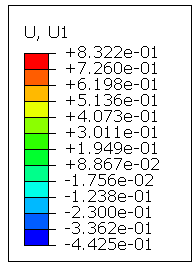 U, U1
+8.322e-01
+7.260e-01
+6.198e-01
+5.136e-01
+4.073e-01
+3.011e-01
+1.949e-01
+8.867e-02
-1.756e-02
-1.238e-01
-2.300e-01
-3.362e-01
-4.425e-01